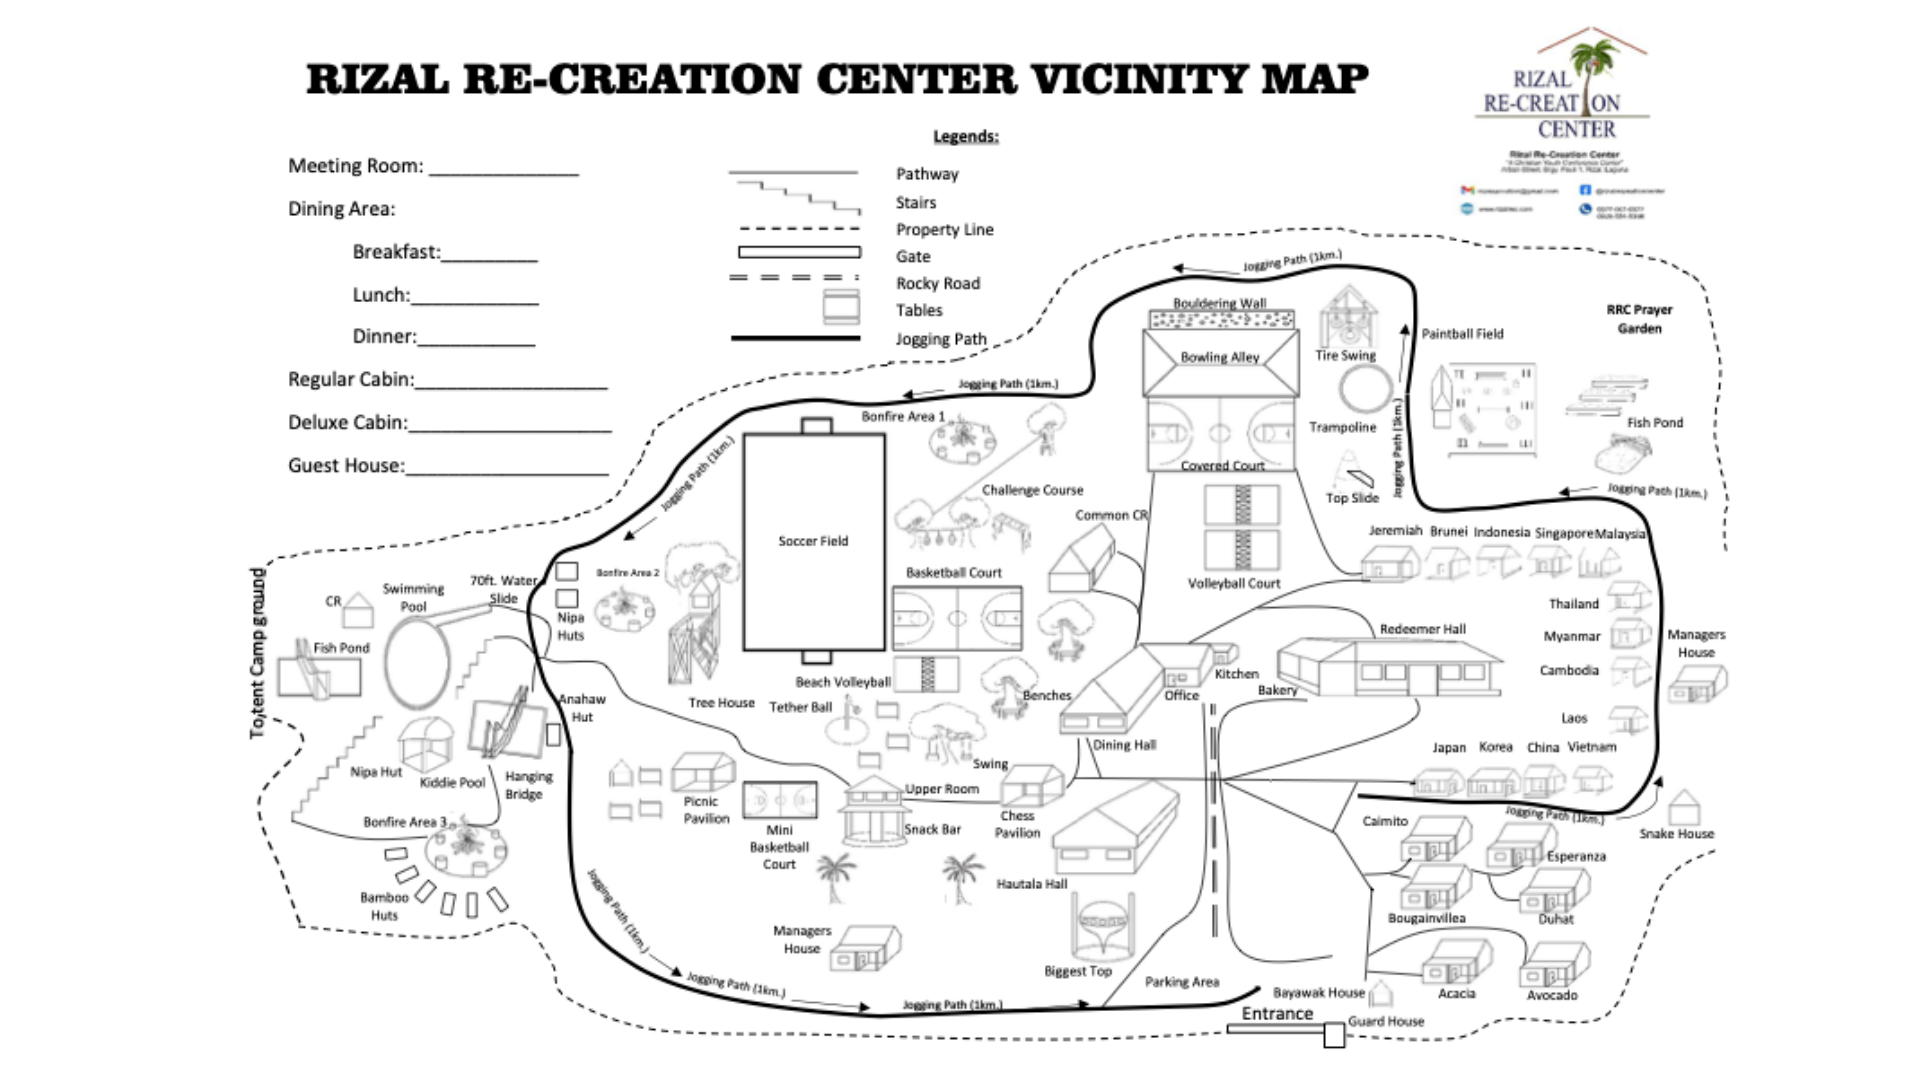 RIZAL RE-CREATION CENTER VICINITY MAP
RIZAL
RE-CREATION
CENTER
Rizal Re-Creation Center
Legends:
Meeting Room: _______________
Dining Area:
Breakfast:__________
Lunch:_____________
Dinner:____________
Regular Cabin:____________________
Deluxe Cabin:_____________________
Guest House:_____________________
Pathway
Stairs
Property Line
Gate
Rocky Road
Tables
Jogging Path
Jogging Path (1km.)
Bouldering Wall
Bowling Alley
Tire Swing
Paintball Field
RRC Prayer
Garden
Jogging Path (1km.)
Bonfire Area 1
Trampoline
Jogging Path (1km.)
Fish Pond
Covered Court
Jogging Path (1km.)
Challenge Course
Top Slide
Jogging Path (1km.)
Common CR
Jeremiah
Brunei
Indonesia
Singapore
Malaysia
Soccer Field
Basketball Court
Volleyball Court
Bonfire Area 2
70ft. Water
Slide
Swimming
Pool
CR
Nipa
Huts
Thailand
Myanmar
Cambodia
Laos
Managers
House
Redeemer Hall
Fish Pond
To tent Camp ground
Kitchen
Bakery
Office
Beach Volleyball
Benches
Tree House
Tether Ball
Anahaw
Hut
Dining Hall
Swing
Japan
Korea
China
Vietnam
Nipa Hut
Kiddie Pool
Hanging
Bridge
Picnic
Pavilion
Upper Room
Snack Bar
Chess
Pavilion
Mini
Basketball
Court
Jogging Path (1km.)
Caimito
Snake House
Bonfire Area 3
Esperanza
Hautala Hall
Bamboo
Huts
Jogging Path (1km.)
Bougainvillea
Duhat
Managers
House
Biggest Top
Parking Area
Jogging Path (1km.)
Jogging Path (1km.)
Bayawak House
Acacia
Avocado
Entrance
Guard House